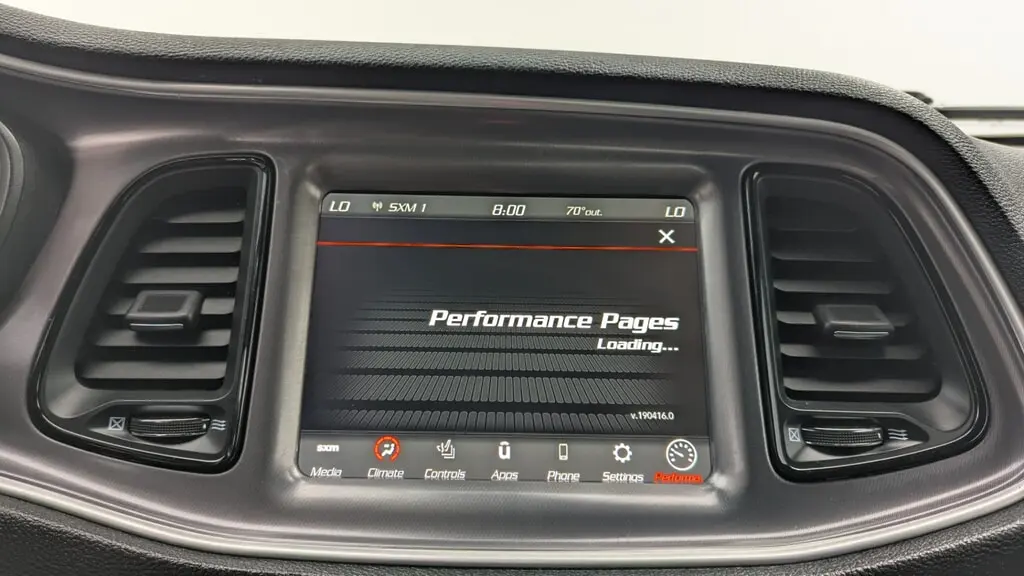 LO SXM 1 8:00 70°out. LO
Performance Pages
Loading...
v.190416.0
sxm
Media Climate Controls Apps Phone Settings